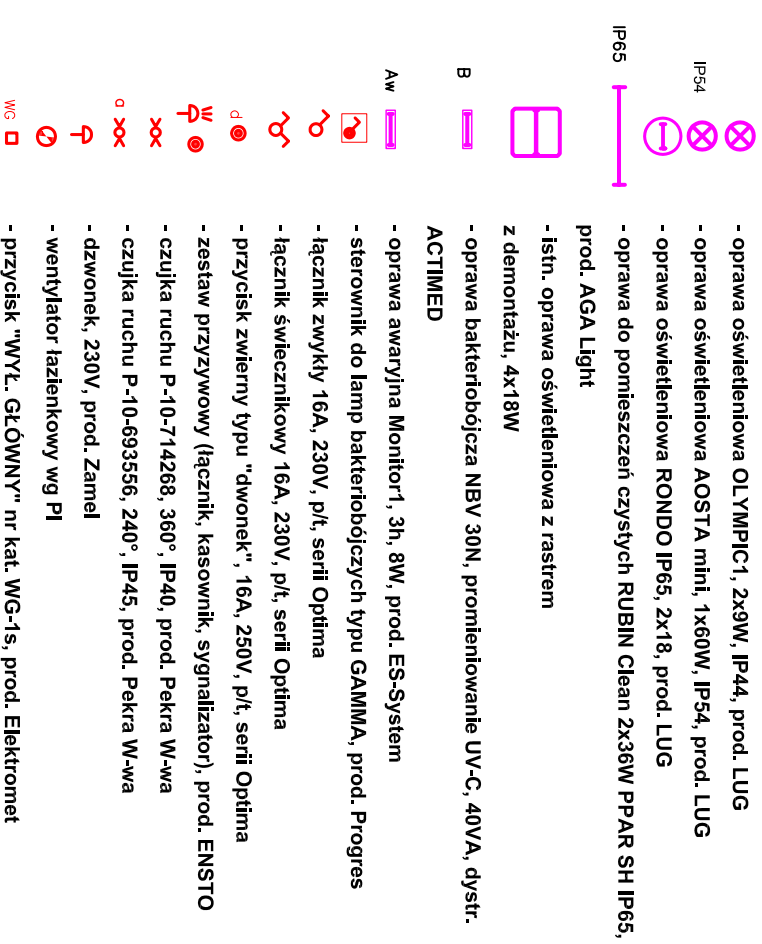 - oprawa oświetleniowa OLYMPIC1, 2x9W, IP44, prod. LUG
IP54 - oprawa oświetleniowa AOSTA mini, 1x60W, IP54, prod. LUG
- oprawa oświetleniowa RONDO IP65, 2x18, prod. LUG
IP65 - oprawa do pomieszczeń czystych RUBIN Clean 2x36W PPAR SH IP65,
prod. AGA Light
- istn. oprawa oświetleniowa z rastrem
z demontażu, 4x18W
B - oprawa bakteriobójcza NBV 30N, promieniowanie UV-C, 40VA, dystr.
ACTIMED
Aw - oprawa awaryjna Monitor1, 3h, 8W, prod. ES-System
- sterownik do lamp bakteriobójczych typu GAMMA, prod. Progres
- łącznik zwykły 16A, 230V, p/t, serii Optima
- łącznik świecznikowy 16A, 230V, p/t, serii Optima
d - przycisk zwierny typu "dwonek", 16A, 250V, p/t, serii Optima
- zestaw przyzywowy (łącznik, kasownik, sygnalizator), prod. ENSTO
- czujka ruchu P-10-714268, 360°, IP40, prod. Pekra W-wa
a - czujka ruchu P-10-693556, 240°, IP45, prod. Pekra W-wa
- dzwonek, 230V, prod. Zamel
- wentylator łazienkowy wg PI
WG - przycisk "WYŁ. GŁÓWNY" nr kat. WG-1s, prod. Elektromet